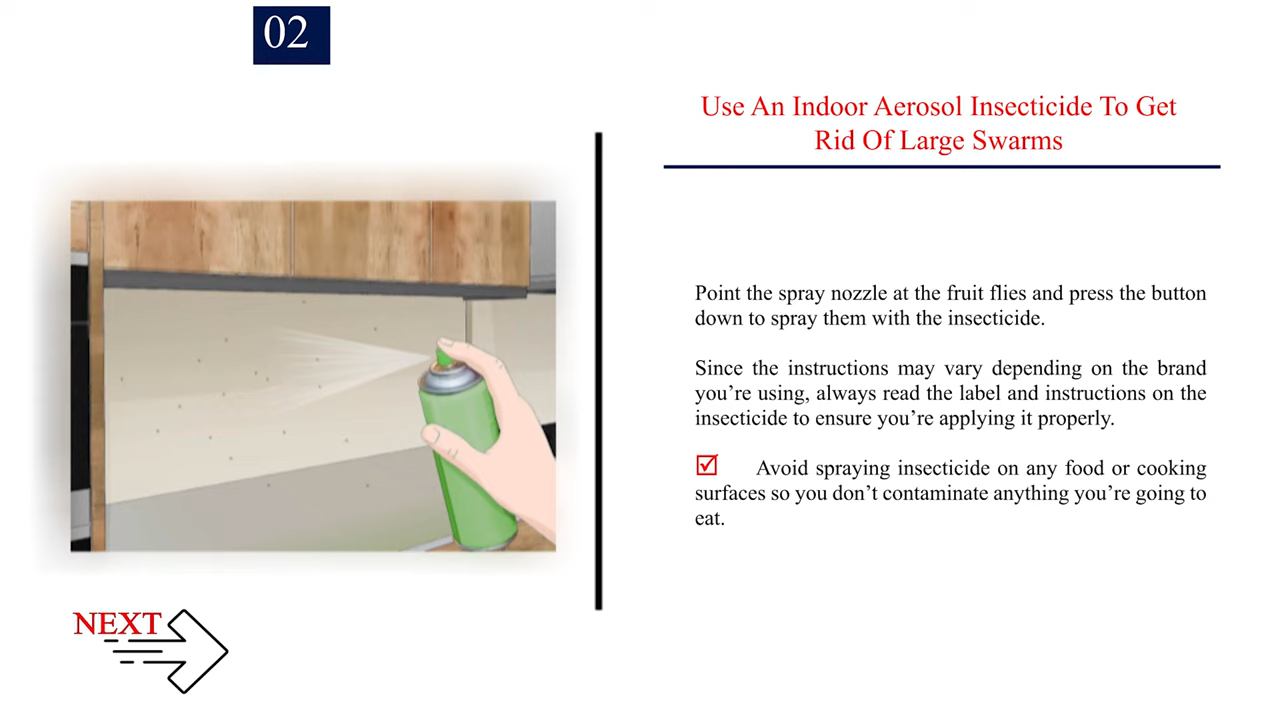 02
Use An Indoor Aerosol Insecticide To Get
Rid Of Large Swarms
Point the spray nozzle at the fruit flies and press the button
down to spray them with the insecticide.
Since the instructions may vary depending on the brand
you’re using, always read the label and instructions on the
insecticide to ensure you’re applying it properly.
☑ Avoid spraying insecticide on any food or cooking
surfaces so you don’t contaminate anything you’re going to
eat.
NEXT